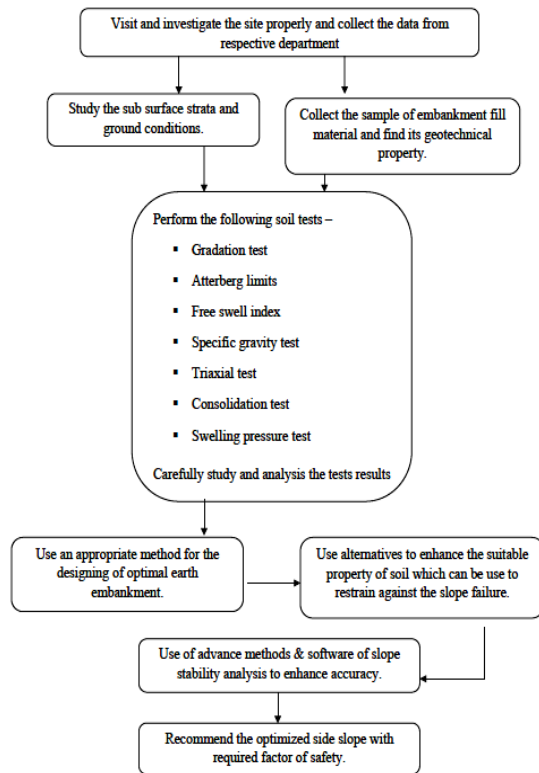 Visit and investigate the site properly and collect the data from
respective department
Study the sub surface strata and
ground conditions.
Collect the sample of embankment fill
material and find its geotechnical
property.
Perform the following soil tests –
▪ Gradation test
▪ Atterberg limits
▪ Free swell index
▪ Specific gravity test
▪ Triaxial test
▪ Consolidation test
▪ Swelling pressure test
Carefully study and analysis the tests results
Use an appropriate method for the
designing of optimal earth
embankment.
Use alternatives to enhance the suitable
property of soil which can be use to
restrain against the slope failure.
Use of advance methods & software of slope
stability analysis to enhance accuracy.
Recommend the optimized side slope with
required factor of safety.